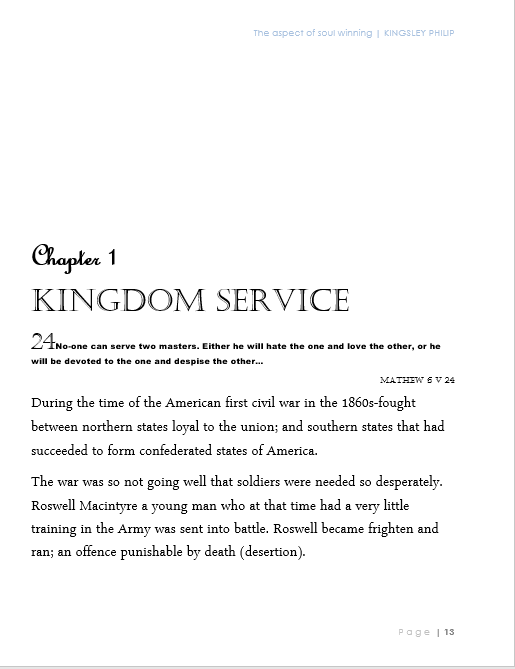 The aspect of soul winning | KINGSLEY PHILIP
Chapter 1
KINGDOM SERVICE
24No-one can serve two masters. Either he will hate the one and love the other, or he
will be devoted to the one and despise the other...
MATHEW 6 V 24
During the time of the American first civil war in the 1860s-fought
between northern states loyal to the union; and southern states that had
succeeded to form confederated states of America.
The war was so not going well that soldiers were needed so desperately.
Roswell Macintyre a young man who at that time had a very little
training in the Army was sent into battle. Roswell became frighten and
ran; an offence punishable by death (desertion).
Page | 13